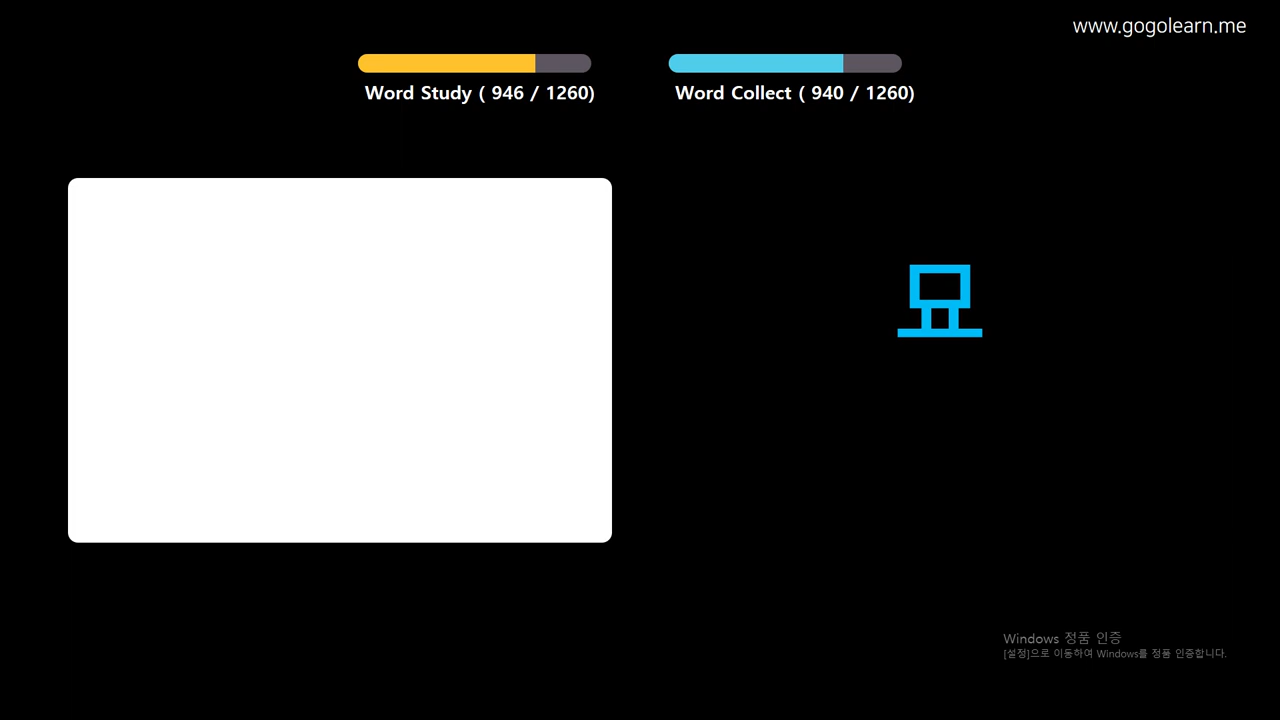 www.gogolearn.me
Word Study ( 946 / 1260)
Word Collect ( 940 / 1260)
묘
Windows 정품 인증
[설정]으로 이동하여 Windows를 정품 인증합니다.